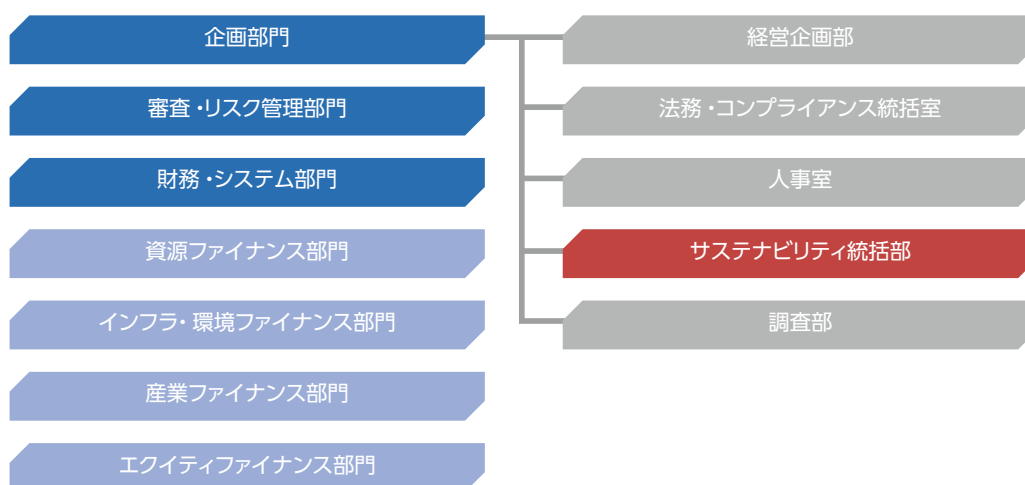 企画部門
審査・リスク管理部門
財務・システム部門
資源ファイナンス部門
インフラ・環境ファイナンス部門
産業ファイナンス部門
エクイティファイナンス部門
経営企画部
法務・コンプライアンス統括室
人事室
サステナビリティ統括部
調査部